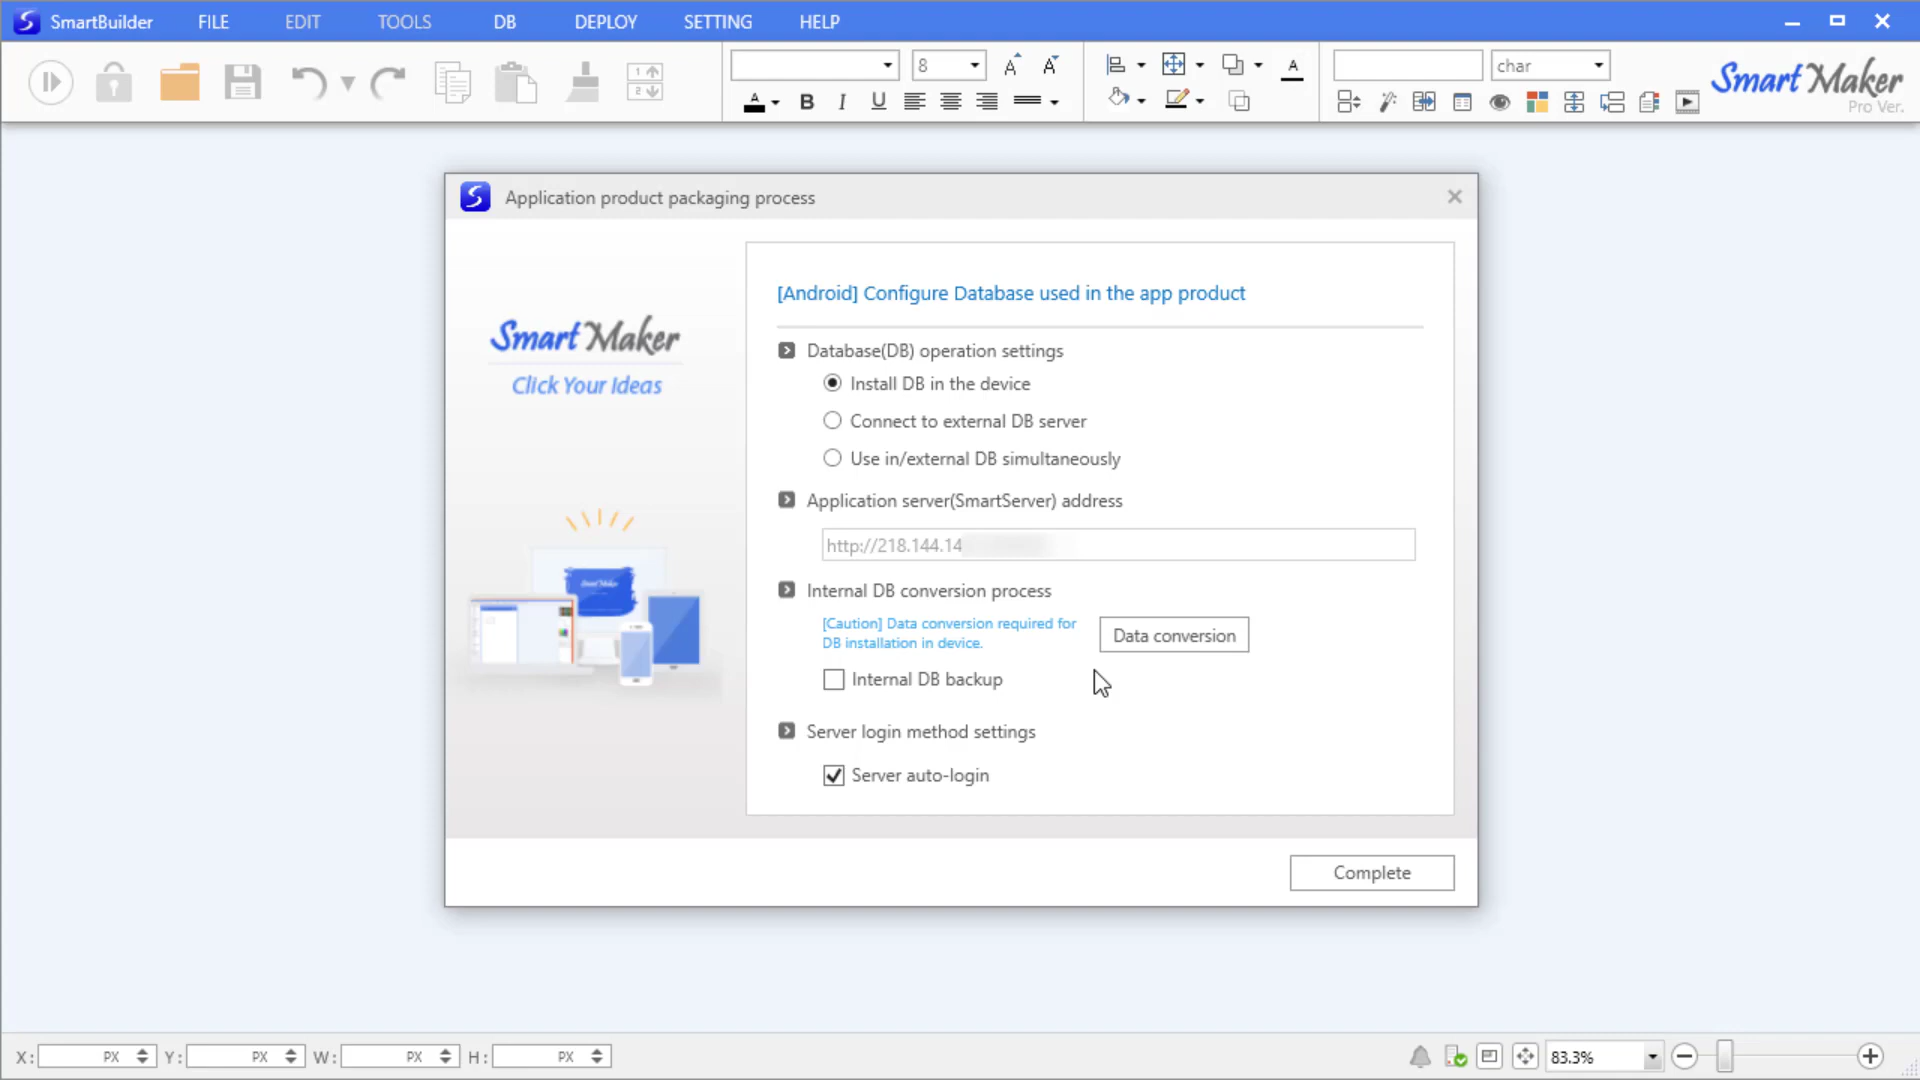 SmartBuilder FILE EDIT TOOLS DB DEPLOY SETTING HELP
8
char
SmartMaker
Pro Ver.
Application product packaging process
SmartMaker
Click Your Ideas
[Android] Configure Database used in the app product
Database(DB) operation settings
Install DB in the device
Connect to external DB server
Use in/external DB simultaneously
Application server(SmartServer) address
http://218.144.14
Internal DB conversion process
[Caution] Data conversion required for
DB installation in device.
Data conversion
Internal DB backup
Server login method settings
Server auto-login
Complete
X: PX Y: PX W: PX H: PX
83.3%